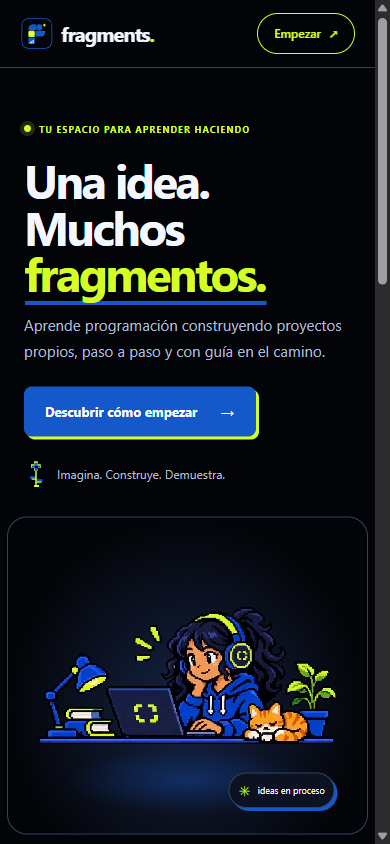 fragments.
Empezar ↗
TU ESPACIO PARA APRENDER HACIENDO
Una idea.
Muchos
fragmentos.
Aprende programación construyendo proyectos
propios, paso a paso y con guía en el camino.
Descubrir cómo empezar →
Imagina. Construye. Demuestra.
ideas en proceso